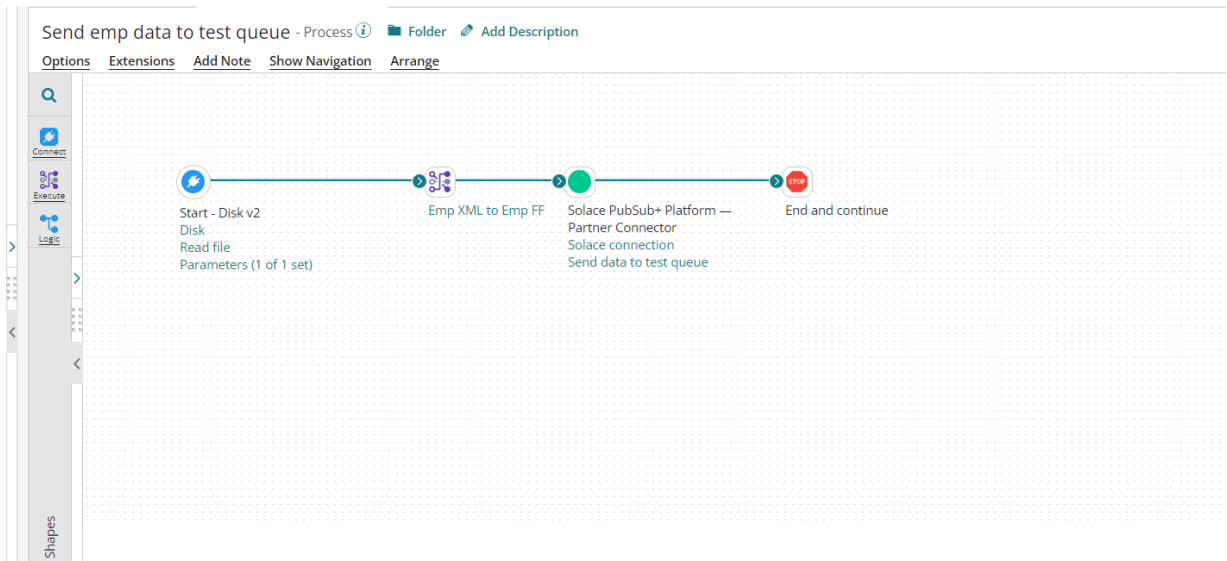 Send emp data to test queue - Process i Folder Add Description
Options Extensions Add Note Show Navigation Arrange
Connect
Execute
Logic
Start - Disk v2
Disk
Read file
Parameters (1 of 1 set)
Emp XML to Emp FF
Solace PubSub+ Platform —
Partner Connector
Solace connection
Send data to test queue
STOP
End and continue
Shapes